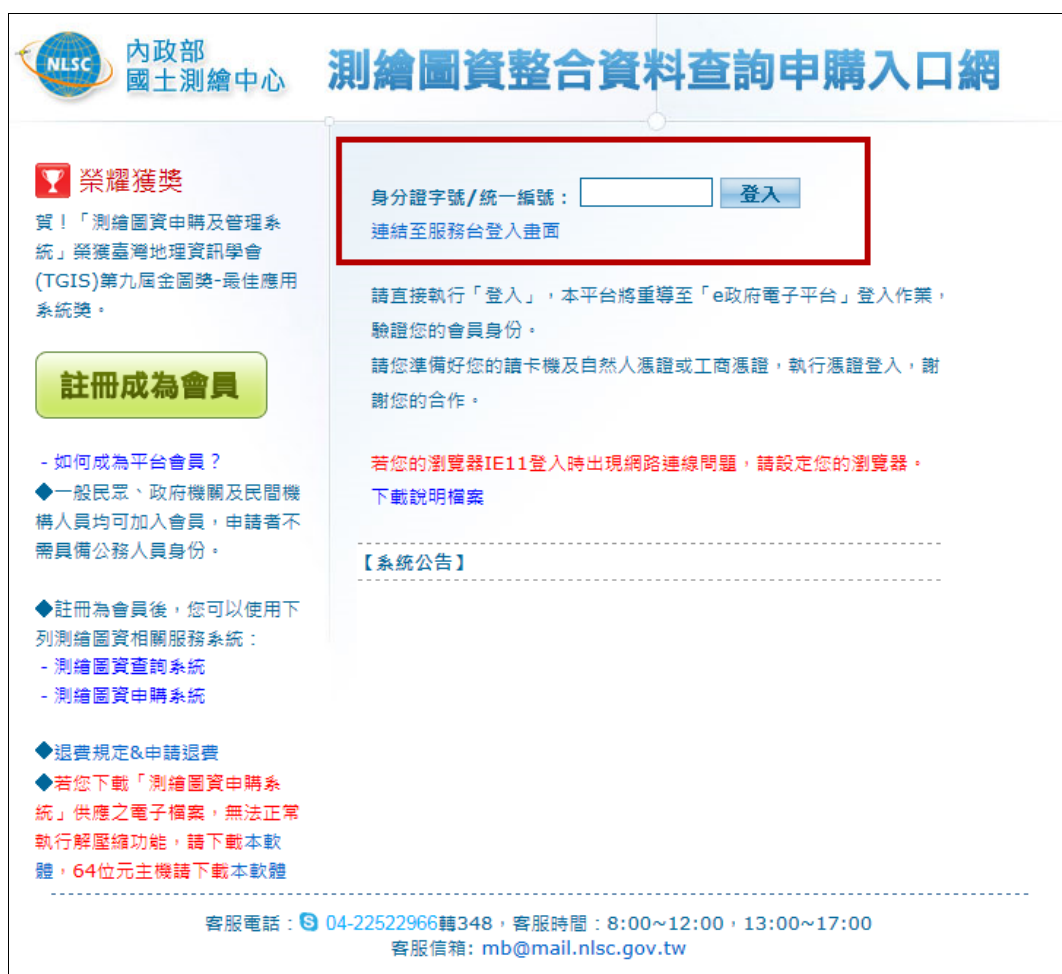 NLSC
內政部
國土測繪中心
測繪圖資整合資料查詢申購入口網
榮耀獲獎
賀！「測繪圖資申購及管理系
統」榮獲臺灣地理資訊學會
(TGIS)第九屆金圖獎-最佳應用
系統獎。
註冊成為會員
- 如何成為平台會員？
◆一般民眾、政府機關及民間機
構人員均可加入會員，申請者不
需具備公務人員身份。
◆註冊為會員後，您可以使用下
列測繪圖資相關服務系統：
- 測繪圖資查詢系統
- 測繪圖資申購系統
◆退費規定&申請退費
◆若您下載「測繪圖資申購系
統」供應之電子檔案，無法正常
執行解壓縮功能，請下載本軟
體，64位元主機請下載本軟體
身分證字號/統一編號：
登入
連結至服務台登入畫面
請直接執行「登入」，本平台將重導至「e政府電子平台」登入作業，
驗證您的會員身份。
請您準備好您的讀卡機及自然人憑證或工商憑證，執行憑證登入，謝
謝您的合作。
若您的瀏覽器IE11登入時出現網路連線問題，請設定您的瀏覽器。
下載說明檔案
【系統公告】
客服電話：04-22522966轉348，客服時間：8:00~12:00，13:00~17:00
客服信箱: mb@mail.nlsc.gov.tw